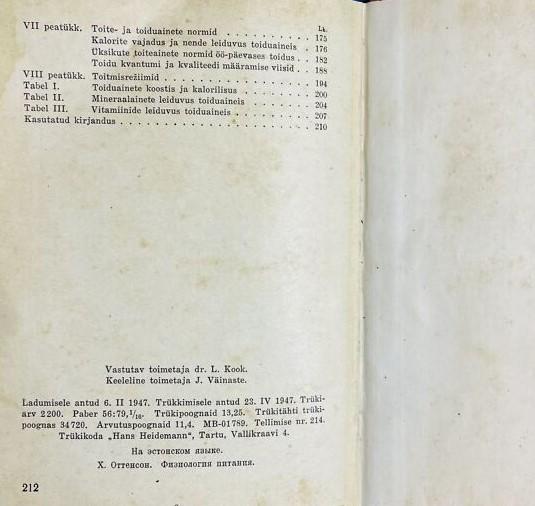 Lk.
VII peatükk. Toite- ja toiduainete normid . . . . . . . . . 175
Kalorite vajadus ja nende leiduvus toiduaineis . 176
Üksikute toiteainete normid öö-päevases toidus . . 182
Toidu kvantumi ja kvaliteedi määramise viisid . . 188
VIII peatükk. Toitmisrežiimid . . . . . . . . . . . . . . . 194
Tabel I. Toiduainete koostis ja kalorilisus . . . . . . . 200
Tabel II. Mineraalainete leiduvus toiduaineis . . . . . . 204
Tabel III. Vitamiinide leiduvus toiduaineis . . . . . . . . 207
Kasutatud kirjandus . . . . . . . . . . . . . . . . . . . . 210
Vastutav toimetaja dr. L. Kook.
Keeleline toimetaja J. Väinaste.
Ladumisele antud 6. II 1947. Trükkimisele antud 23. IV 1947. Trüki-
arv 2200. Paber 56:79,1/16. Trükipoognaid 13,25. Trükitähti trüki-
poognas 34720. Arvutuspoognaid 11,4. MB-01789. Tellimise nr. 214.
Trükikoda „Hans Heidemann", Tartu, Vallikraavi 4.
На эстонском языке.
Х. Оттенсон. Физиология питания.
212